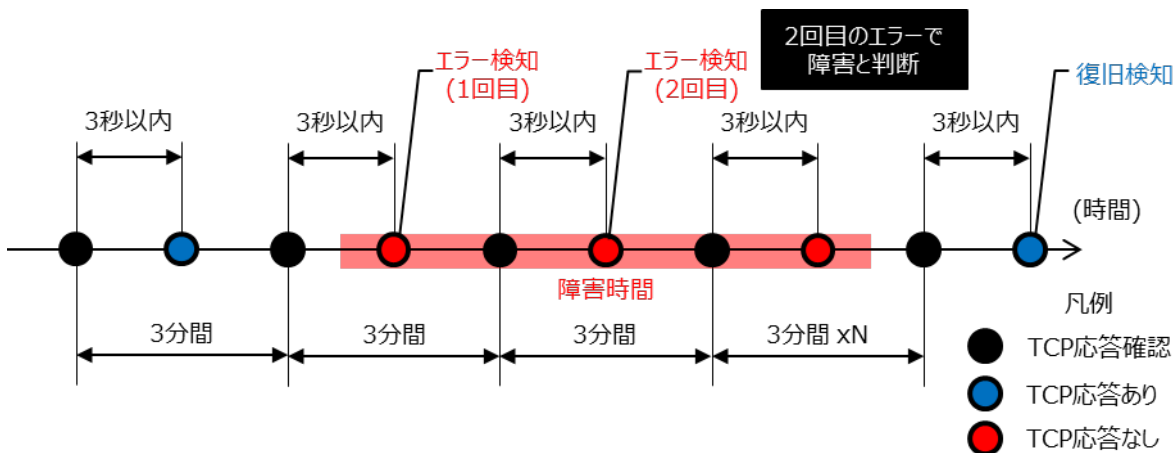 2回目のエラーで
障害と判断
エラー検知
(1回目)
エラー検知
(2回目)
復旧検知
3秒以内
3秒以内
3秒以内
3秒以内
3秒以内
(時間)
障害時間
3分間
3分間
3分間
3分間 xN
凡例
TCP応答確認
TCP応答あり
TCP応答なし